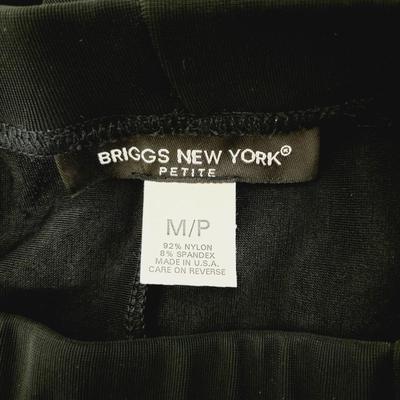 BRIGGS NEW YORK®
PETITE
M/P
92% NYLON
8% SPANDEX
MADE IN U.S.A.
CARE ON REVERSE